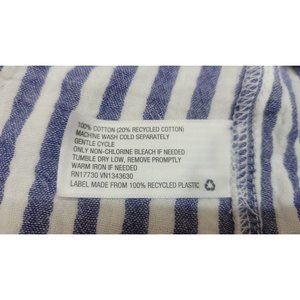 100% COTTON (20% RECYCLED COTTON)
MACHINE WASH COLD SEPARATELY
GENTLE CYCLE
ONLY NON-CHLORINE BLEACH IF NEEDED
TUMBLE DRY LOW, REMOVE PROMPTLY
WARM IRON IF NEEDED
RN17730 VN1343630
LABEL MADE FROM 100% RECYCLED PLASTIC